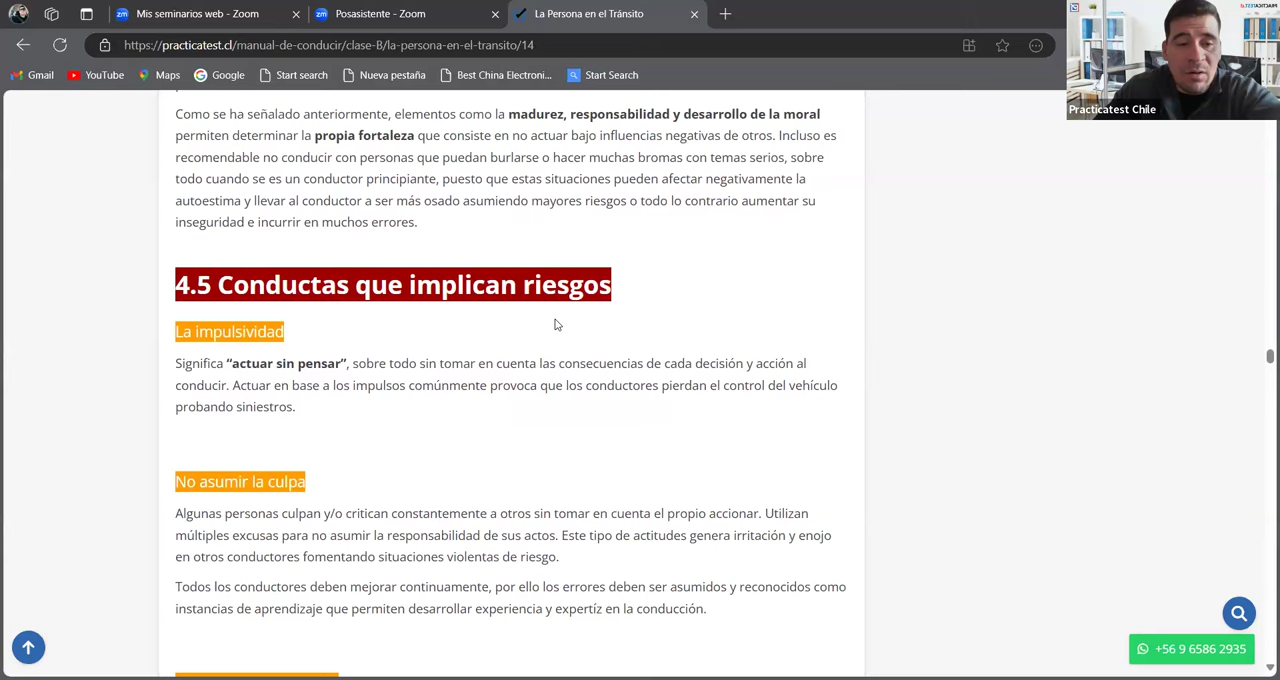 Mis seminarios web - Zoom
Posasistente - Zoom
La Persona en el Tránsito
https://practicatest.cl/manual-de-conducir/clase-B/la-persona-en-el-transito/14
Gmail
YouTube
Maps
Google
Start search
Nueva pestaña
Best China Electroni...
Start Search
Practicatest Chile
Como se ha señalado anteriormente, elementos como la madurez, responsabilidad y desarrollo de la moral
permiten determinar la propia fortaleza que consiste en no actuar bajo influencias negativas de otros. Incluso es
recomendable no conducir con personas que puedan burlarse o hacer muchas bromas con temas serios, sobre
todo cuando se es un conductor principiante, puesto que estas situaciones pueden afectar negativamente la
autoestima y llevar al conductor a ser más osado asumiendo mayores riesgos o todo lo contrario aumentar su
inseguridad e incurrir en muchos errores.
4.5 Conductas que implican riesgos
La impulsividad
Significa “actuar sin pensar”, sobre todo sin tomar en cuenta las consecuencias de cada decisión y acción al
conducir. Actuar en base a los impulsos comúnmente provoca que los conductores pierdan el control del vehículo
probando siniestros.
No asumir la culpa
Algunas personas culpan y/o critican constantemente a otros sin tomar en cuenta el propio accionar. Utilizan
múltiples excusas para no asumir la responsabilidad de sus actos. Este tipo de actitudes genera irritación y enojo
en otros conductores fomentando situaciones violentas de riesgo.
Todos los conductores deben mejorar continuamente, por ello los errores deben ser asumidos y reconocidos como
instancias de aprendizaje que permiten desarrollar experiencia y expertíz en la conducción.
+56 9 6586 2935